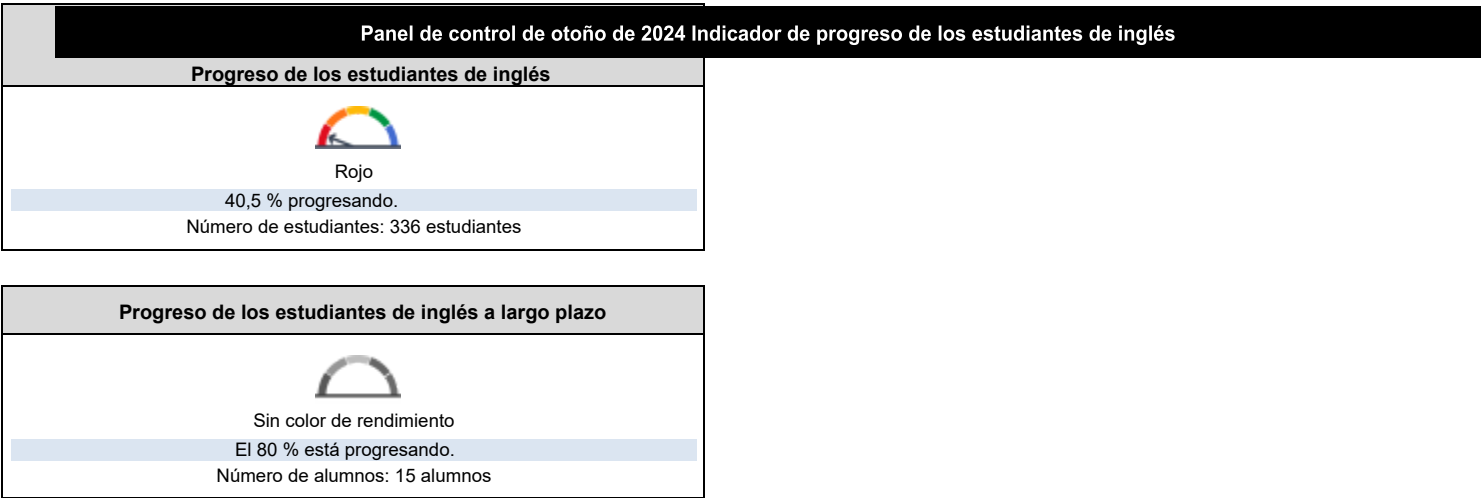 Panel de control de otoño de 2024 Indicador de progreso de los estudiantes de inglés
Progreso de los estudiantes de inglés
Rojo
40,5 % progresando.
Número de estudiantes: 336 estudiantes
Progreso de los estudiantes de inglés a largo plazo
Sin color de rendimiento
El 80 % está progresando.
Número de alumnos: 15 alumnos